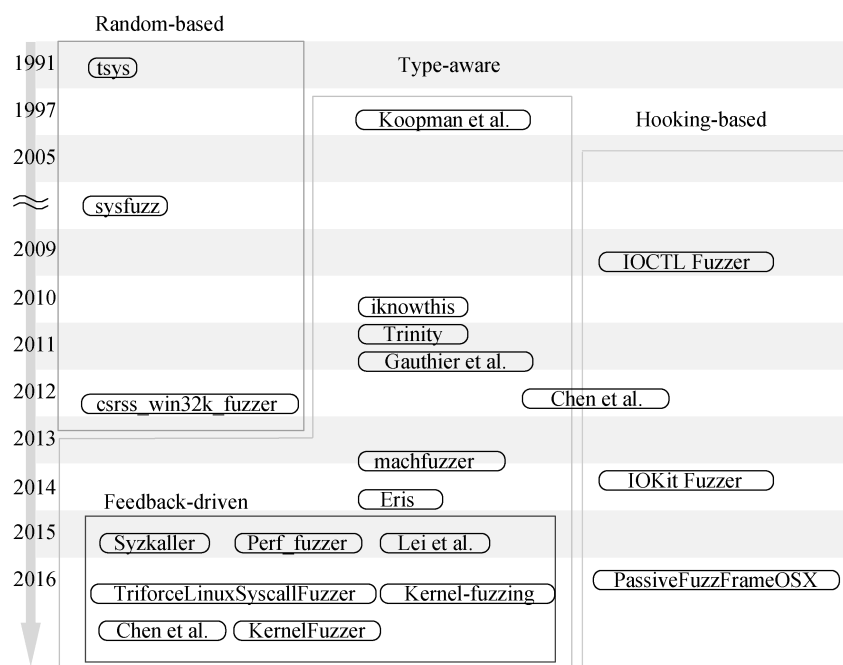 Random-based
1991
tsys
Type-aware
1997
Koopman et al.
Hooking-based
2005
sysfuzz
2009
IOCTL Fuzzer
2010
iknowthis
Trinity
2011
Gauthier et al.
2012
csrss_win32k_fuzzer
Chen et al.
2013
machfuzzer
2014
IOKit Fuzzer
Eris
Feedback-driven
2015
Syzkaller
Perf_fuzzer
Lei et al.
2016
PassiveFuzzFrameOSX
TriforceLinuxSyscallFuzzer
Kernel-fuzzing
Chen et al.
KernelFuzzer